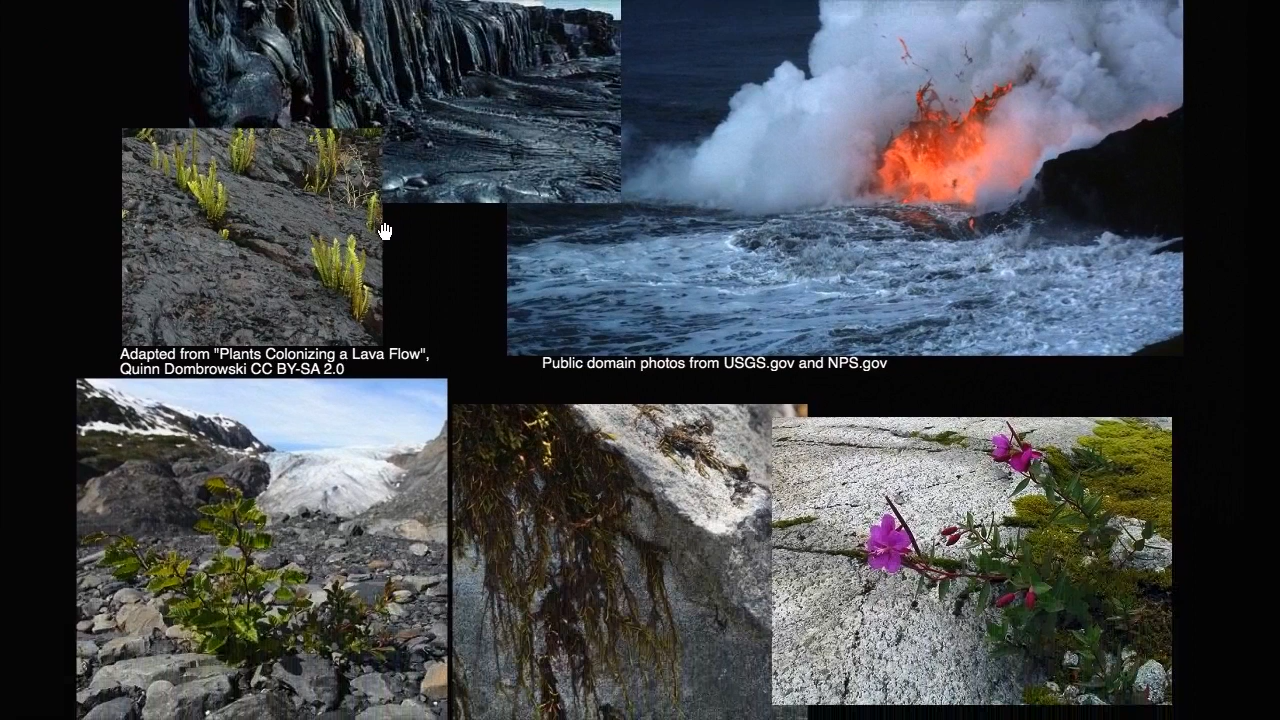 Adapted from "Plants Colonizing a Lava Flow",
Quinn Dombrowski CC BY-SA 2.0
Public domain photos from USGS.gov and NPS.gov